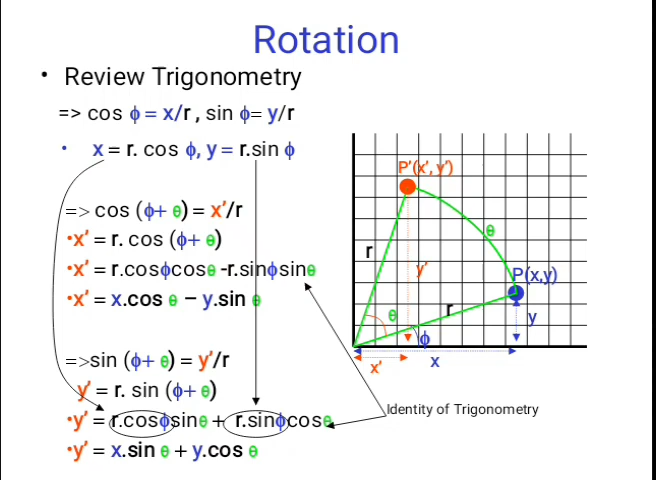 Rotation
• Review Trigonometry
=> cos ϕ = x/r , sin ϕ= y/r
• x = r. cos ϕ, y = r.sin ϕ
=> cos (ϕ+ θ) = x’/r
•x’ = r. cos (ϕ+ θ)
•x’ = r.cosϕcosθ -r.sinϕsinθ
•x’ = x.cos θ – y.sin θ
=>sin (ϕ+ θ) = y’/r
y’ = r. sin (ϕ+ θ)
•y’ = r.cosϕsinθ + r.sinϕcosθ
•y’ = x.sin θ + y.cos θ
P’(x’, y’)
θ
r
y’
P(x,y)
θ
r
y
ϕ
x’
x
Identity of Trigonometry